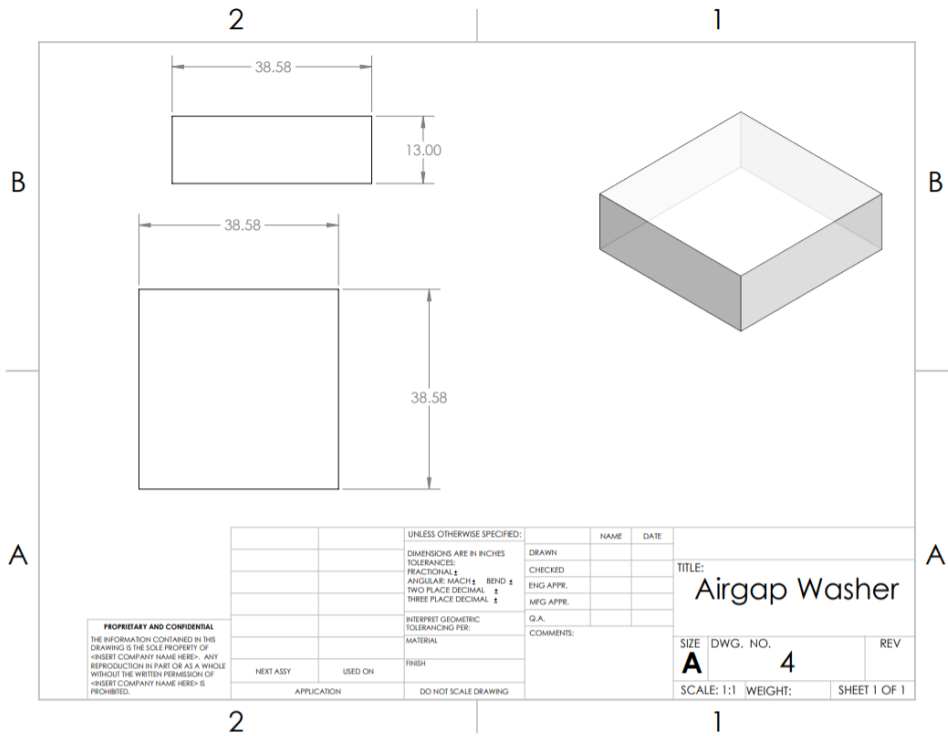 2
1
38.58
13.00
B
B
38.58
38.58
A
A
UNLESS OTHERWISE SPECIFIED:
DIMENSIONS ARE IN INCHES
TOLERANCES:
FRACTIONAL ±
ANGULAR: MACH ± BEND ±
TWO PLACE DECIMAL ±
THREE PLACE DECIMAL ±
INTERPRET GEOMETRIC
TOLERANCING PER:
MATERIAL
FINISH
DO NOT SCALE DRAWING
NAME DATE
DRAWN
CHECKED
ENG APPR.
MFG APPR.
Q.A.
COMMENTS:
TITLE:
Airgap Washer
SIZE DWG. NO. REV
A 4
SCALE: 1:1 WEIGHT: SHEET 1 OF 1
PROPRIETARY AND CONFIDENTIAL
THE INFORMATION CONTAINED IN THIS
DRAWING IS THE SOLE PROPERTY OF
<INSERT COMPANY NAME HERE>. ANY
REPRODUCTION IN PART OR AS A WHOLE
WITHOUT THE WRITTEN PERMISSION OF
<INSERT COMPANY NAME HERE> IS
PROHIBITED.
NEXT ASSY USED ON
APPLICATION
2
1